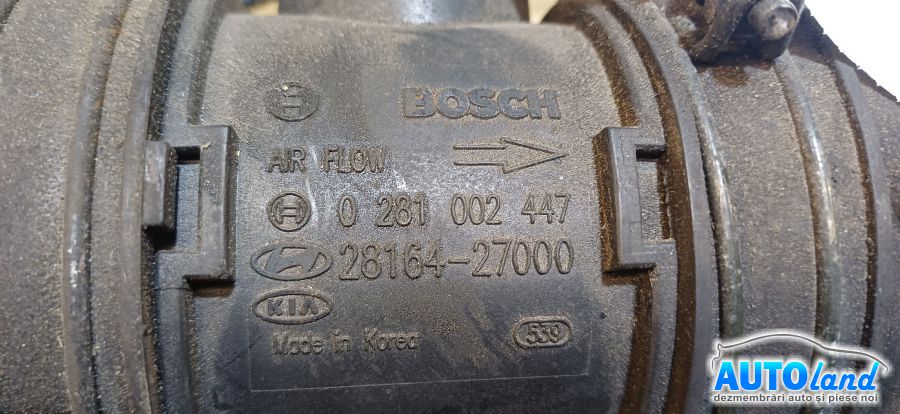 BOSCH
AIR FLOW
0 281 002 447
28164-27000
KIA
Made in Korea
539
AUTOland
dezmembrări auto și piese noi